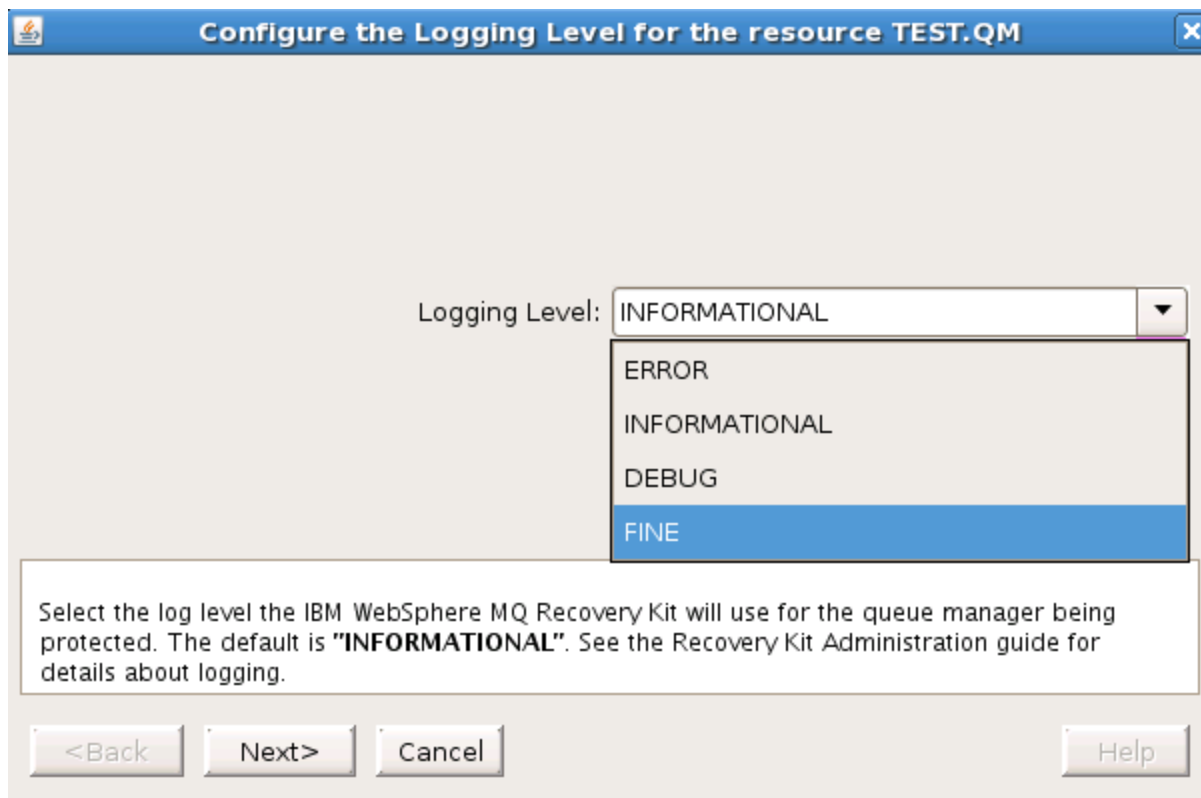 Configure the Logging Level for the resource TEST.QM
Logging Level: INFORMATIONAL
ERROR
INFORMATIONAL
DEBUG
FINE
Select the log level the IBM WebSphere MQ Recovery Kit will use for the queue manager being
protected. The default is "INFORMATIONAL". See the Recovery Kit Administration guide for
details about logging.
<Back Next> Cancel Help